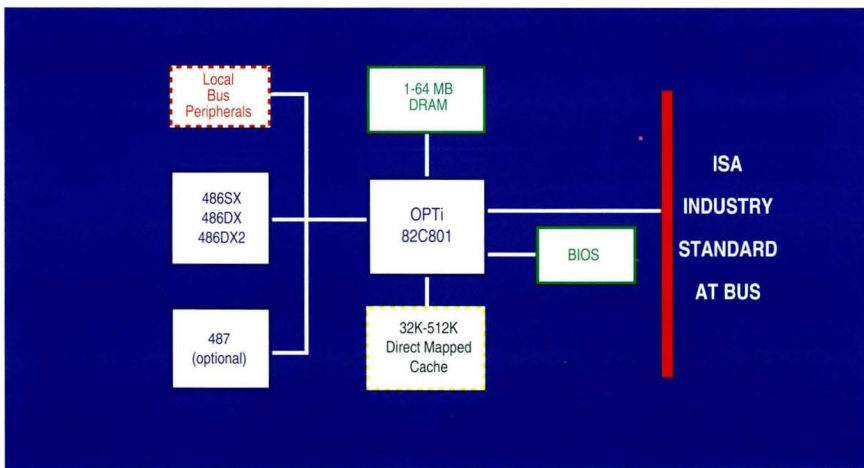 Local
Bus
Peripherals
1-64 MB
DRAM
486SX
486DX
486DX2
OPTi
82C801
BIOS
487
(optional)
32K-512K
Direct Mapped
Cache
ISA
INDUSTRY
STANDARD
AT BUS